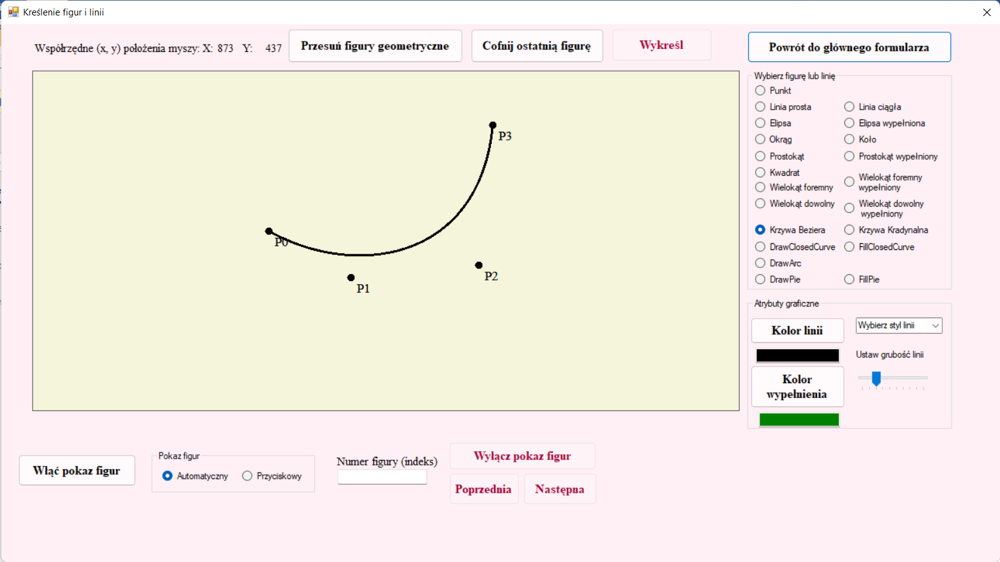 Kreślenie figur i linii
Współrzędne (x, y) położenia myszy: X: 873 Y: 437
Przesuń figury geometryczne
Cofnij ostatnią figurę
Wykreśl
Powrót do głównego formularza
P3
P0
P2
P1
Wybierz figurę lub linię
Punkt
Linia prosta
Linia ciągła
Elipsa
Elipsa wypełniona
Okrąg
Koło
Prostokąt
Prostokąt wypełniony
Kwadrat
Wielokąt foremny
wypełniony
Wielokąt foremny
Wielokąt dowolny
Wielokąt dowolny
wypełniony
Krzywa Beziera
Krzywa Kradynalna
DrawClosedCurve
FillClosedCurve
DrawArc
DrawPie
FillPie
Atrybuty graficzne
Kolor linii
Wybierz styl linii
Ustaw grubość linii
Kolor
wypełnienia
Włąć pokaz figur
Pokaz figur
Automatyczny
Przyciskowy
Numer figury (indeks)
Wyłącz pokaz figur
Poprzednia
Następna